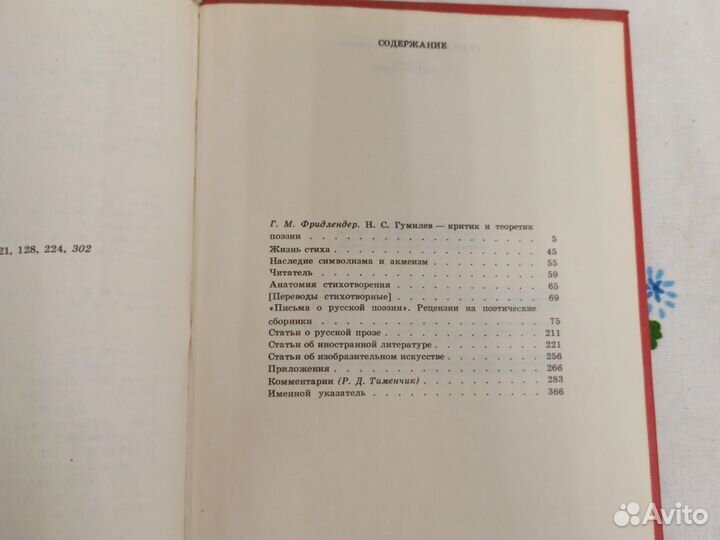 21, 128, 224, 302
СОДЕРЖАНИЕ
Г. М. Фридлендер. Н. С. Гумилев — критик и теоретик
поэзии . . . . . . . . . . . . . . . . . . 5
Жизнь стиха . . . . . . . . . . . . . . . . 45
Наследие символизма и акмеизм . . . . . . . . . . 55
Читатель . . . . . . . . . . . . . . . . . 59
Анатомия стихотворения . . . . . . . . . . . . 65
[Переводы стихотворные] . . . . . . . . . . . . 69
«Письма о русской поэзии». Рецензии на поэтические
сборники . . . . . . . . . . . . . . . . . 75
Статьи о русской прозе . . . . . . . . . . . . 211
Статьи об иностранной литературе . . . . . . . . . 221
Статьи об изобразительном искусстве . . . . . . . . 256
Приложения . . . . . . . . . . . . . . . . 266
Комментарии (Р. Д. Тименчик) . . . . . . . . . . 283
Именной указатель . . . . . . . . . . . . . . 366
Avito